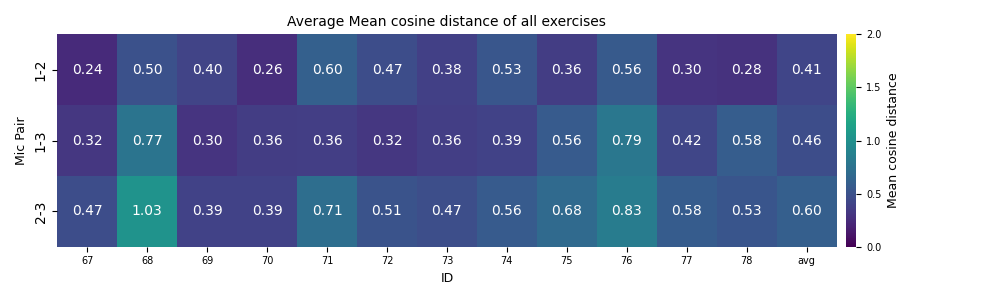 Average Mean cosine distance of all exercises
Mic Pair
1-2 0.24 0.50 0.40 0.26 0.60 0.47 0.38 0.53 0.36 0.56 0.30 0.28 0.41
1-3 0.32 0.77 0.30 0.36 0.36 0.32 0.36 0.39 0.56 0.79 0.42 0.58 0.46
2-3 0.47 1.03 0.39 0.39 0.71 0.51 0.47 0.56 0.68 0.83 0.58 0.53 0.60
67 68 69 70 71 72 73 74 75 76 77 78 avg
ID
2.0
1.5
1.0
0.5
0.0
Mean cosine distance